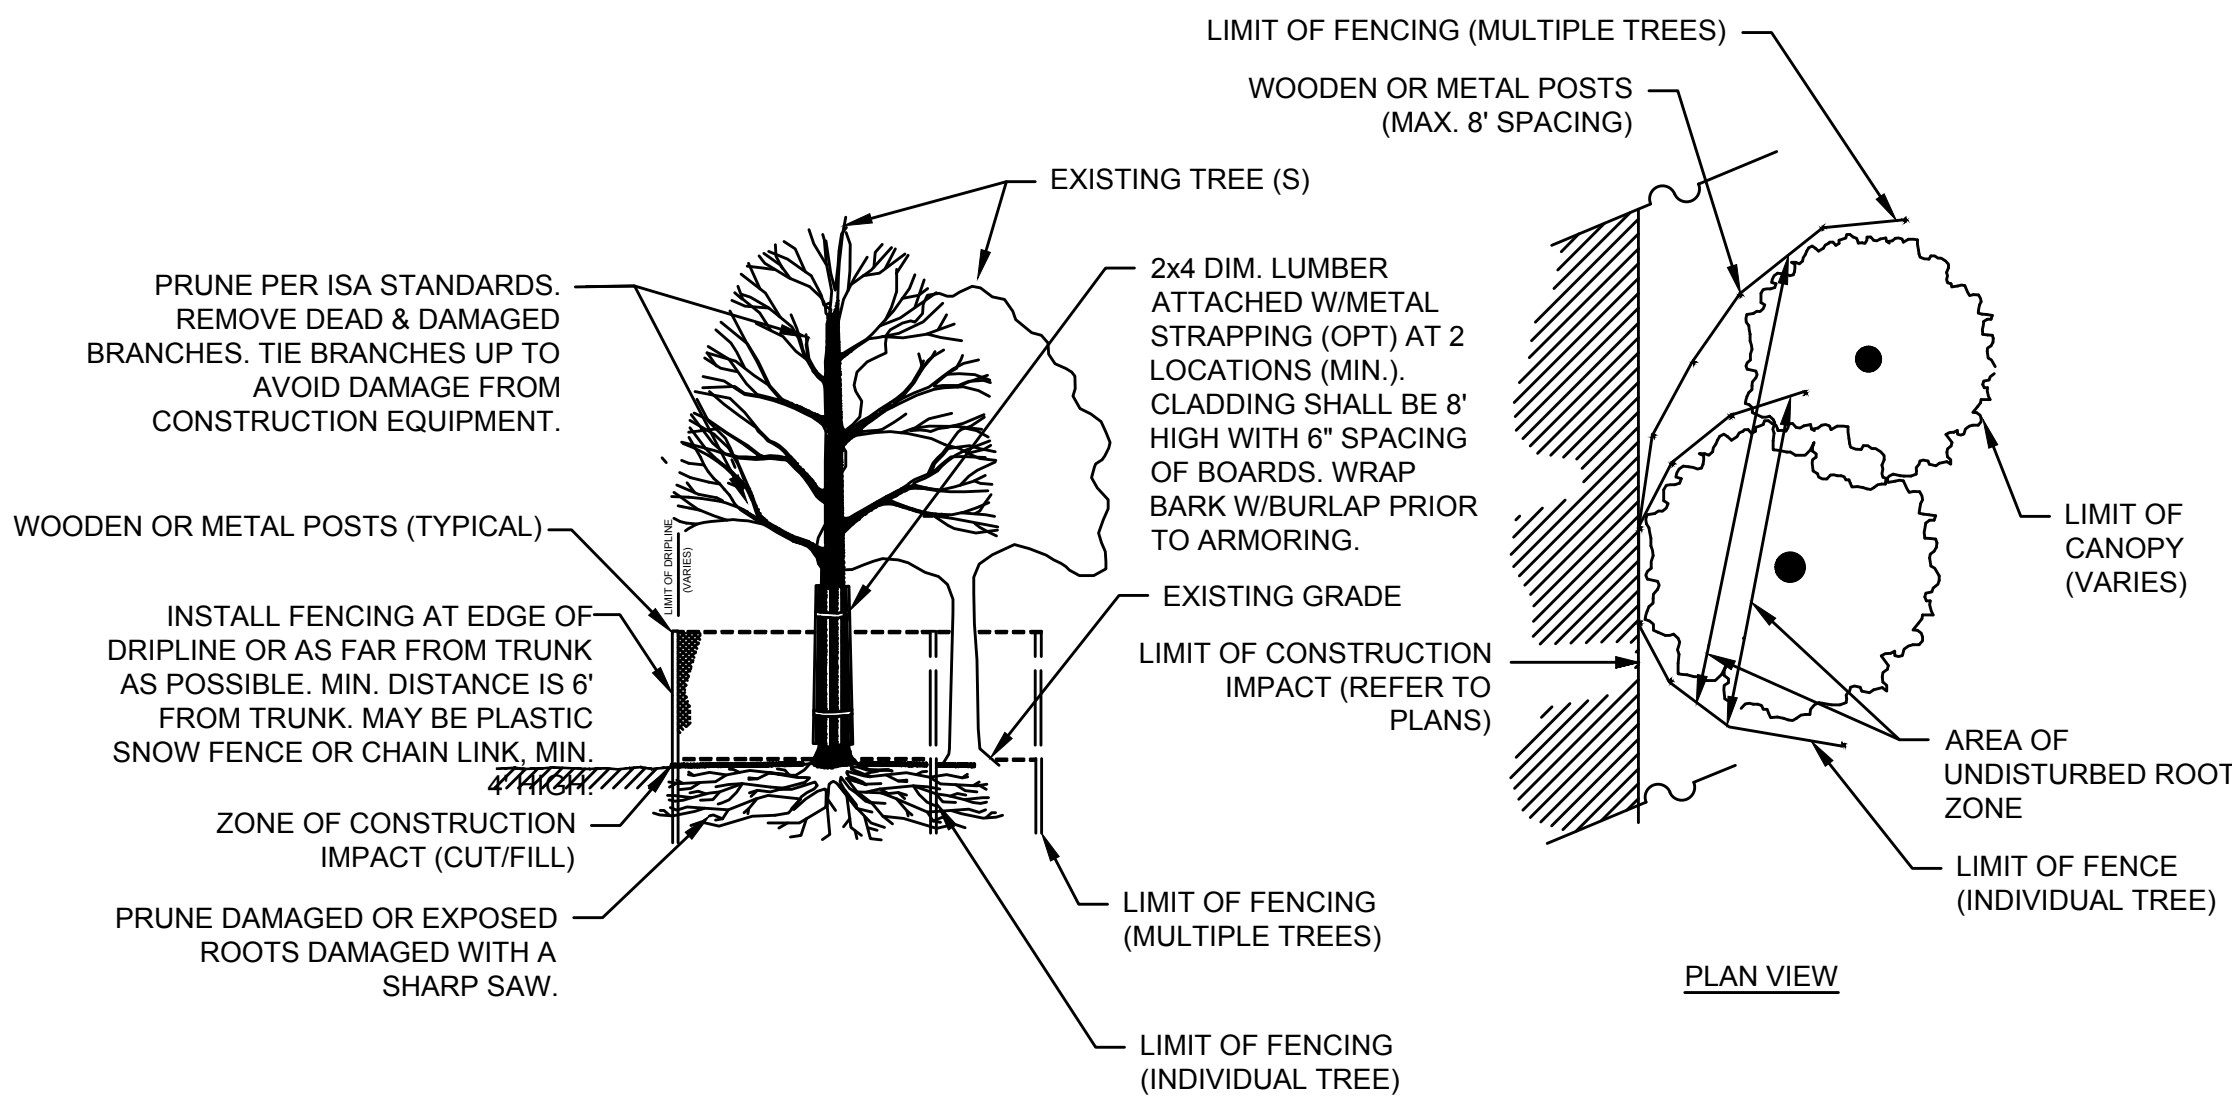 LIMIT OF FENCING (MULTIPLE TREES)
WOODEN OR METAL POSTS
(MAX. 8' SPACING)
EXISTING TREE (S)
PRUNE PER ISA STANDARDS.
REMOVE DEAD & DAMAGED
BRANCHES. TIE BRANCHES UP TO
AVOID DAMAGE FROM
CONSTRUCTION EQUIPMENT.
2x4 DIM. LUMBER
ATTACHED W/METAL
STRAPPING (OPT) AT 2
LOCATIONS (MIN.).
CLADDING SHALL BE 8'
HIGH WITH 6" SPACING
OF BOARDS. WRAP
BARK W/BURLAP PRIOR
TO ARMORING.
WOODEN OR METAL POSTS (TYPICAL)
LIMIT OF DRIPLINE
(VARIES)
LIMIT OF
CANOPY
(VARIES)
INSTALL FENCING AT EDGE OF
DRIPLINE OR AS FAR FROM TRUNK
AS POSSIBLE. MIN. DISTANCE IS 6'
FROM TRUNK. MAY BE PLASTIC
SNOW FENCE OR CHAIN LINK, MIN.
4' HIGH.
EXISTING GRADE
LIMIT OF CONSTRUCTION
IMPACT (REFER TO
PLANS)
AREA OF
UNDISTURBED ROOT
ZONE
ZONE OF CONSTRUCTION
IMPACT (CUT/FILL)
LIMIT OF FENCE
(INDIVIDUAL TREE)
PRUNE DAMAGED OR EXPOSED
ROOTS DAMAGED WITH A
SHARP SAW.
LIMIT OF FENCING
(MULTIPLE TREES)
PLAN VIEW
LIMIT OF FENCING
(INDIVIDUAL TREE)